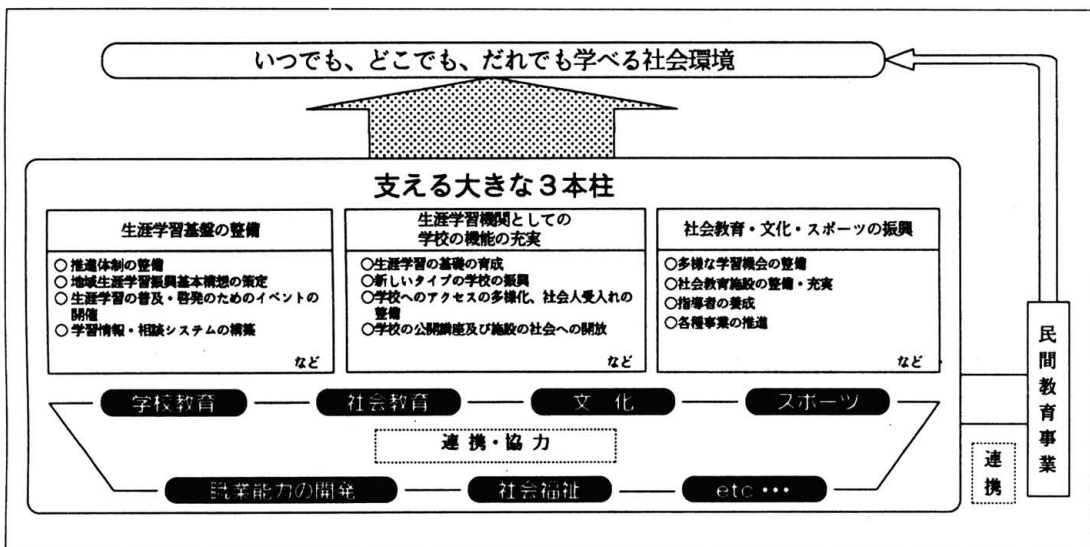 いつでも、どこでも、だれでも学べる社会環境
支える大きな3本柱
生涯学習基盤の整備
○ 推進体制の整備
○ 地域生涯学習振興基本構想の策定
○ 生涯学習の普及・啓発のためのイベントの
開催
○ 学習情報・相談システムの構築
など
生涯学習機関としての
学校の機能の充実
○生涯学習の基礎の育成
○新しいタイプの学校の振興
○学校へのアクセスの多様化、社会人受入れの
整備
○学校の公開講座及び施設の社会への開放
など
社会教育・文化・スポーツの振興
○多様な学習機会の整備
○社会教育施設の整備・充実
○指導者の養成
○各種事業の推進
など
学校教育
社会教育
文 化
スポーツ
連 携・協 力
職業能力の開発
社会福祉
etc・・・
民間教育事業
連携